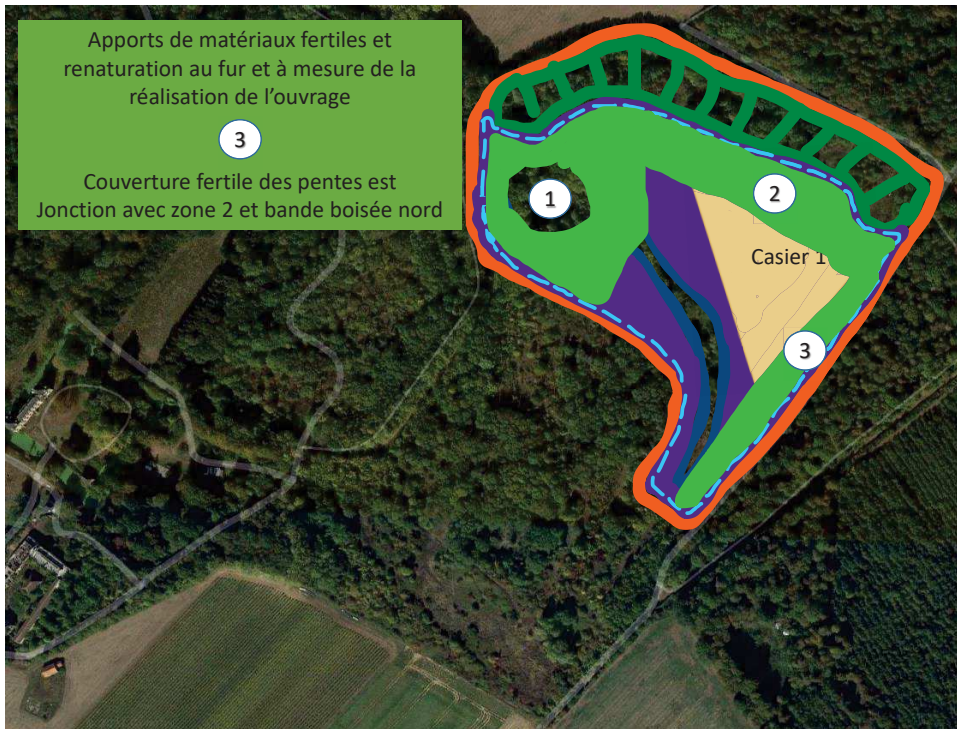 Apports de matériaux fertiles et
renaturation au fur et à mesure de la
réalisation de l’ouvrage
3
Couverture fertile des pentes est
Jonction avec zone 2 et bande boisée nord
1
2
Casier 1
3